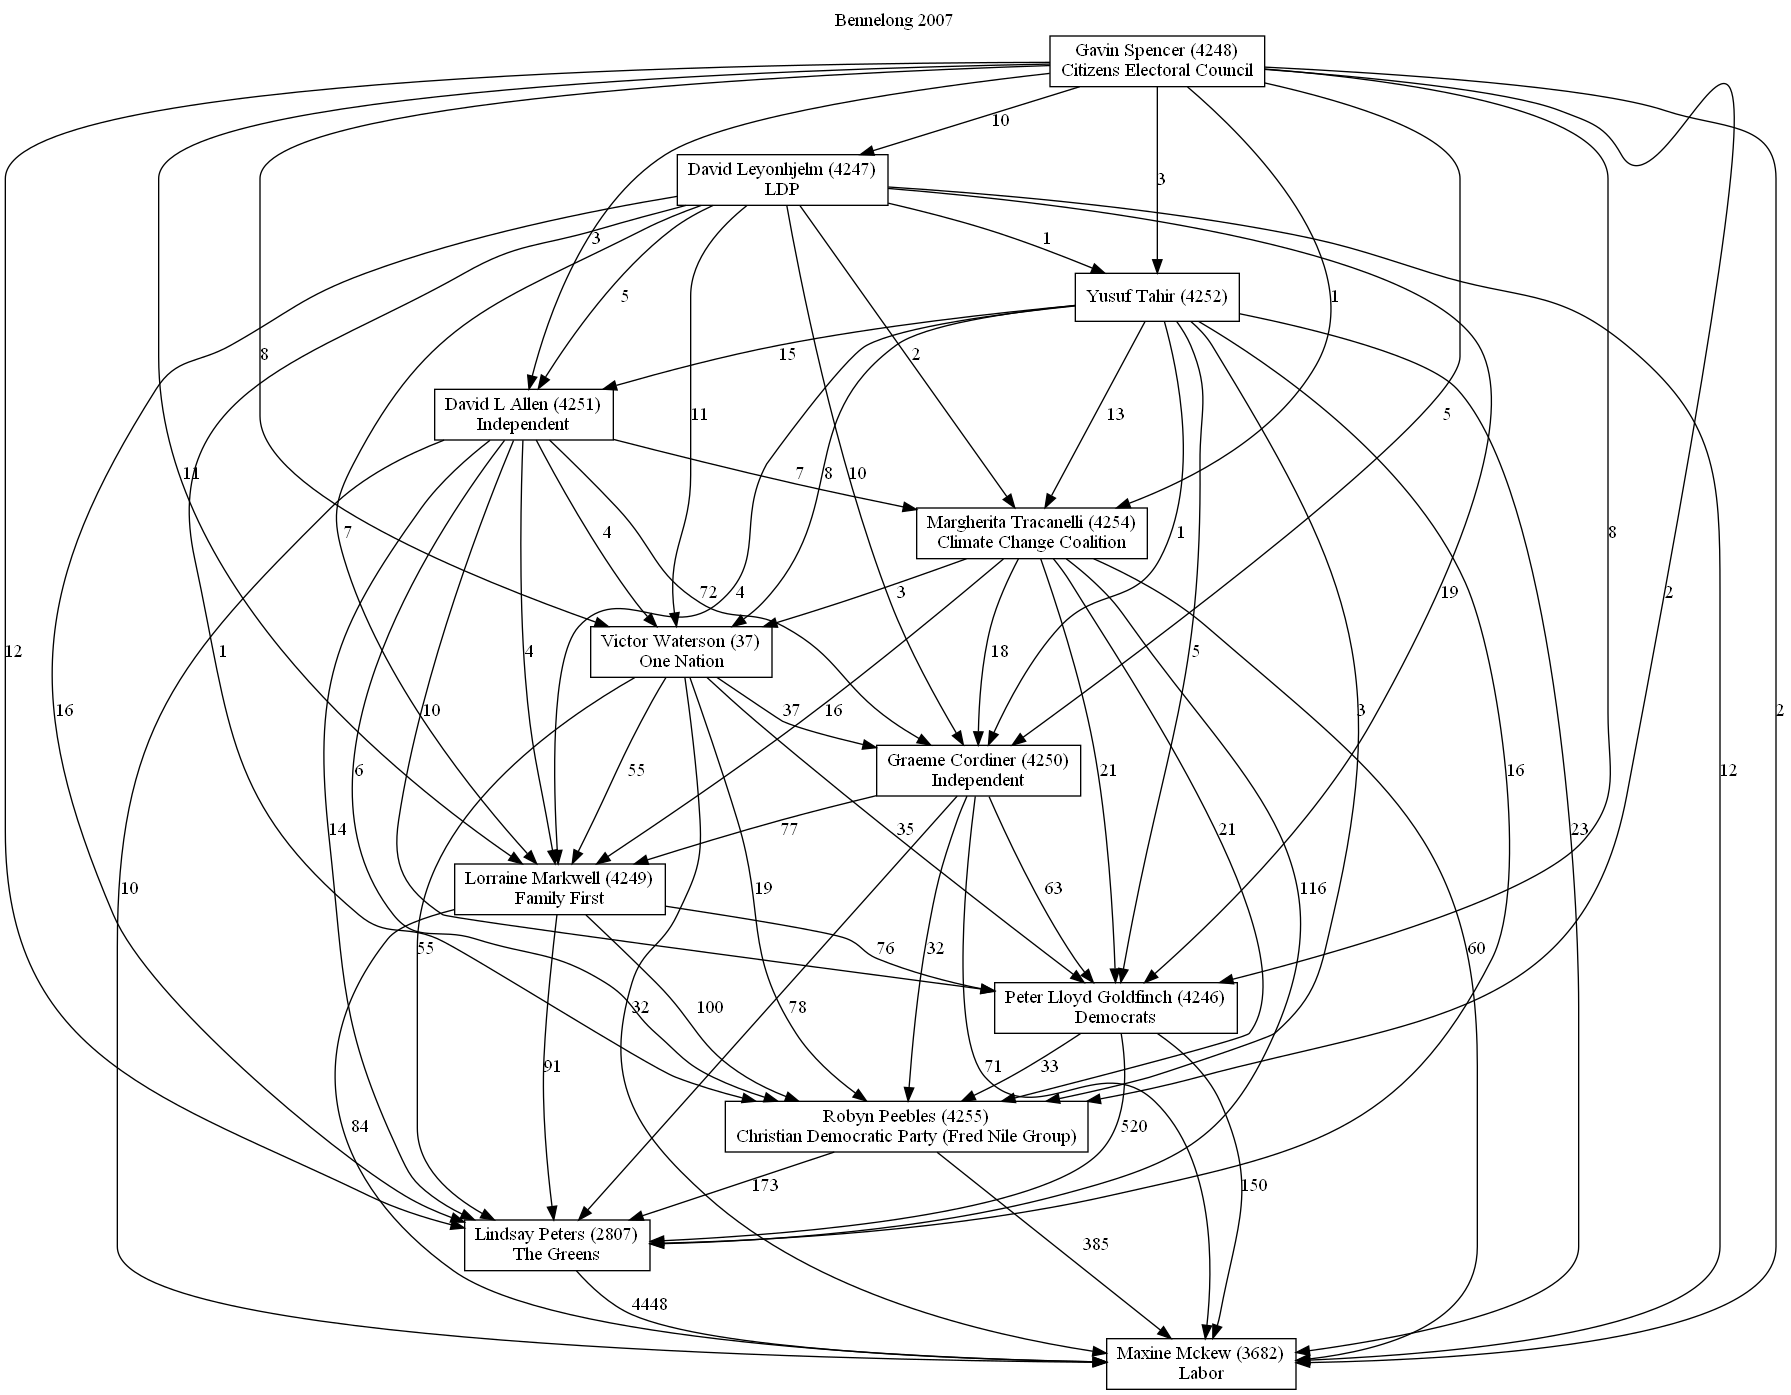 Bennelong 2007
Gavin Spencer (4248)
Citizens Electoral Council
10
David Leyonhjelm (4247)
LDP
3
3
1
Yusuf Tahir (4252)
5
1
8
15
2
David L Allen (4251)
Independent
11
13
5
11
7
8
10
Margherita Tracanelli (4254)
Climate Change Coalition
7
4
1
8
72
4
3
19
2
Victor Waterson (37)
One Nation
12
1
4
18
5
16
10
37
16
3
2
Graeme Cordiner (4250)
Independent
6
55
21
16
12
14
77
35
21
23
Lorraine Markwell (4249)
Family First
10
19
63
116
55
76
32
60
Peter Lloyd Goldfinch (4246)
Democrats
32
100
78
91
71
33
Robyn Peebles (4255)
Christian Democratic Party (Fred Nile Group)
84
520
173
150
Lindsay Peters (2807)
The Greens
385
4448
Maxine Mckew (3682)
Labor